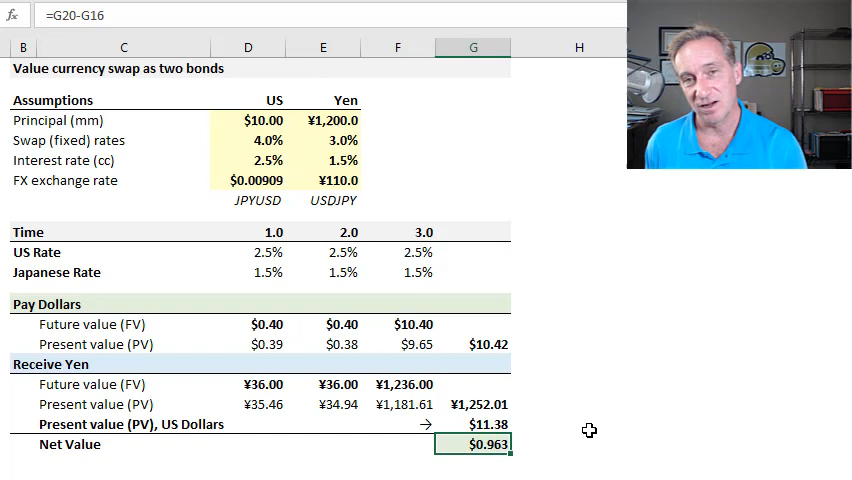 fx =G20-G16
B C D E F G H
Value currency swap as two bonds
Assumptions US Yen
Principal (mm) $10.00 ¥1,200.0
Swap (fixed) rates 4.0% 3.0%
Interest rate (cc) 2.5% 1.5%
FX exchange rate $0.00909 ¥110.0
JPYUSD USDJPY
Time 1.0 2.0 3.0
US Rate 2.5% 2.5% 2.5%
Japanese Rate 1.5% 1.5% 1.5%
Pay Dollars
Future value (FV) $0.40 $0.40 $10.40
Present value (PV) $0.39 $0.38 $9.65 $10.42
Receive Yen
Future value (FV) ¥36.00 ¥36.00 ¥1,236.00
Present value (PV) ¥35.46 ¥34.94 ¥1,181.61 ¥1,252.01
Present value (PV), US Dollars → $11.38
Net Value $0.963